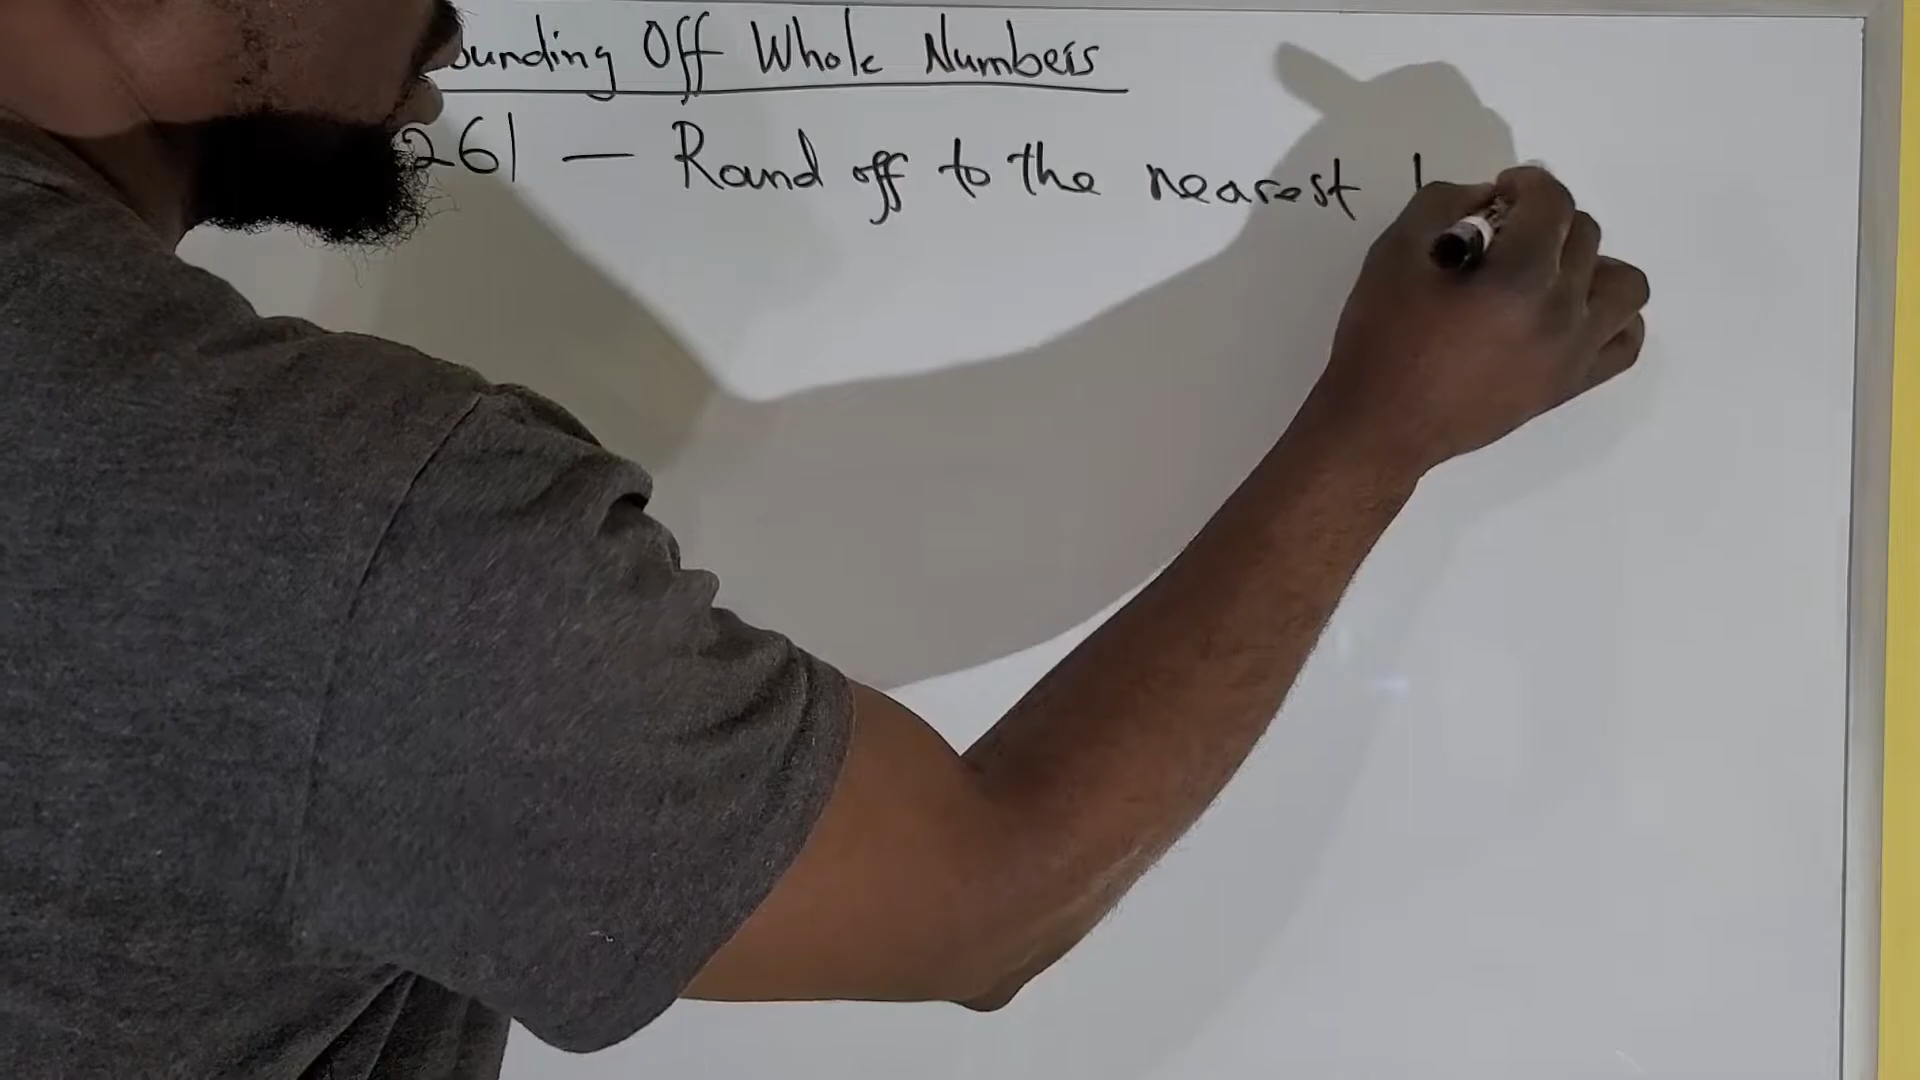 ounding Off Whole Numbers
261 — Round off to the nearest